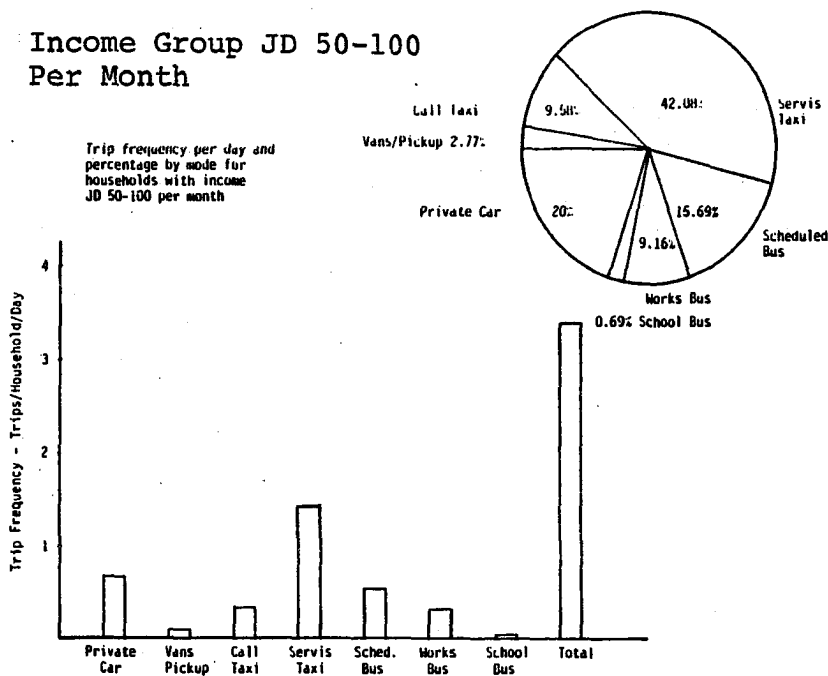 Income Group JD 50-100
Per Month
Trip frequency per day and
percentage by mode for
households with income
JD 50-100 per month
Call Taxi
9.58%
42.08%
Servis
Taxi
Vans/Pickup 2.77%
Private Car
20%
15.69%
9.16%
Scheduled
Bus
Works Bus
0.69% School Bus
Trip Frequency - Trips/Household/Day
4
3
2
1
Private
Car
Vans
Pickup
Call
Taxi
Servis
Taxi
Sched.
Bus
Works
Bus
School
Bus
Total